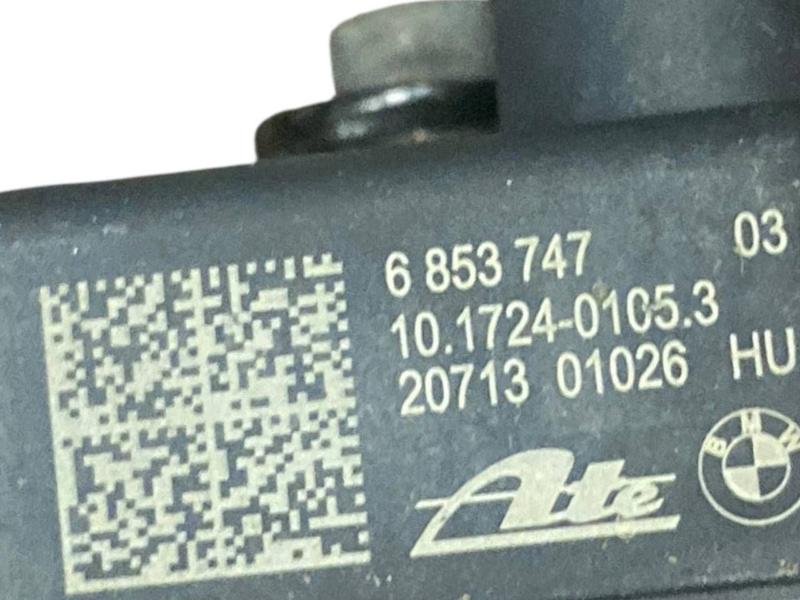 6 853 747 03
10.1724-0105.3
20713 01026 HU
Ate
BMW